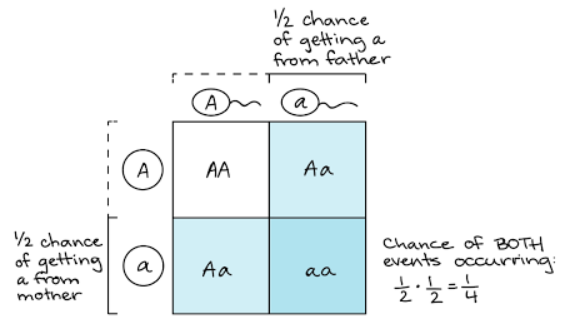 1/2 chance
of getting a
from father
A
a
A
AA
Aa
1/2 chance
of getting
a from
mother
a
Aa
aa
Chance of BOTH
events occurring:
1/2 · 1/2 = 1/4